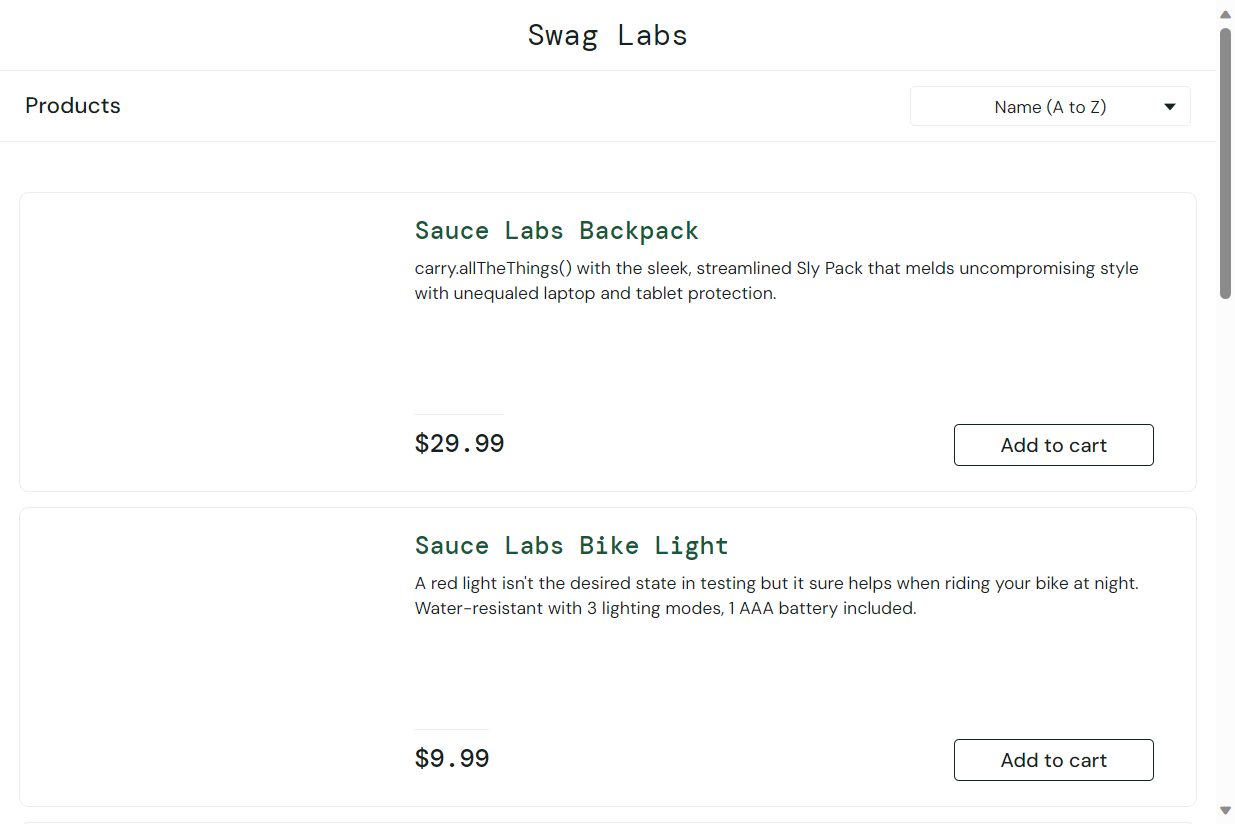 Swag Labs
Products
Name (A to Z)
Sauce Labs Backpack
carry.allTheThings() with the sleek, streamlined Sly Pack that melds uncompromising style
with unequaled laptop and tablet protection.
$29.99
Add to cart
Sauce Labs Bike Light
A red light isn't the desired state in testing but it sure helps when riding your bike at night.
Water-resistant with 3 lighting modes, 1 AAA battery included.
$9.99
Add to cart